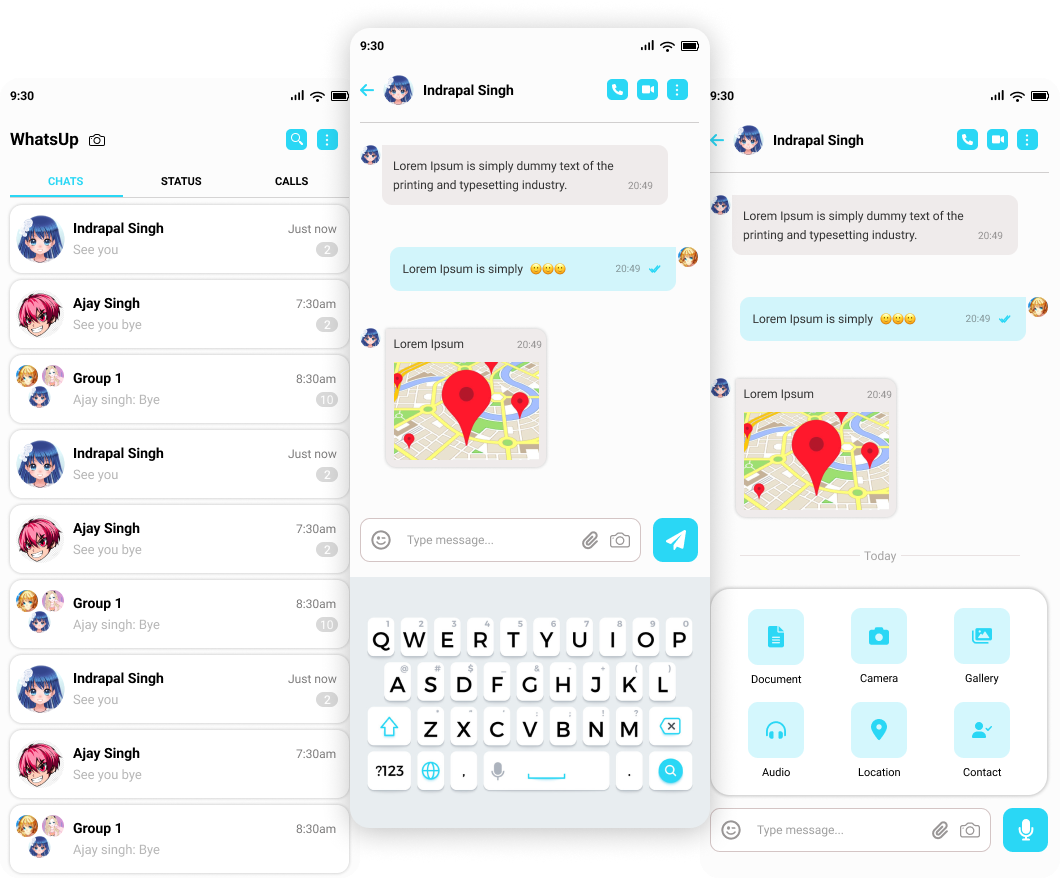 9:30
WhatsUp
CHATS STATUS CALLS
Indrapal Singh Just now
See you 2
Ajay Singh 7:30am
See you bye 2
Group 1 8:30am
Ajay singh: Bye 10
Indrapal Singh Just now
See you 2
Ajay Singh 7:30am
See you bye 2
Group 1 8:30am
Ajay singh: Bye 10
Indrapal Singh Just now
See you 2
Ajay Singh 7:30am
See you bye
Group 1 8:30am
Ajay singh: Bye
9:30
Indrapal Singh
Lorem Ipsum is simply dummy text of the
printing and typesetting industry. 20:49
Lorem Ipsum is simply 20:49
Lorem Ipsum 20:49
Type message...
1 2 3 4 5 6 7 8 9 0
Q W E R T Y U I O P
@ # $ _ & - + ( )
A S D F G H J K L
Z X C V B N M
?123 , .
9:30
Indrapal Singh
Lorem Ipsum is simply dummy text of the
printing and typesetting industry. 20:49
Lorem Ipsum is simply 20:49
Lorem Ipsum 20:49
Today
Document Camera Gallery
Audio Location Contact
Type message...